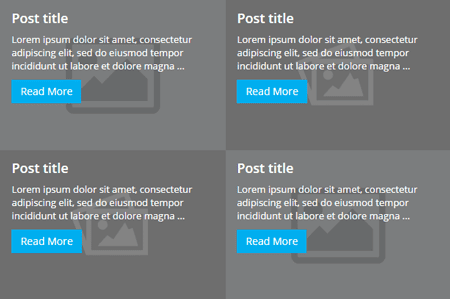 Post title
Lorem ipsum dolor sit amet, consectetur
adipiscing elit, sed do eiusmod tempor
incididunt ut labore et dolore magna ...
Read More
Post title
Lorem ipsum dolor sit amet, consectetur
adipiscing elit, sed do eiusmod tempor
incididunt ut labore et dolore magna ...
Read More
Post title
Lorem ipsum dolor sit amet, consectetur
adipiscing elit, sed do eiusmod tempor
incididunt ut labore et dolore magna ...
Read More
Post title
Lorem ipsum dolor sit amet, consectetur
adipiscing elit, sed do eiusmod tempor
incididunt ut labore et dolore magna ...
Read More